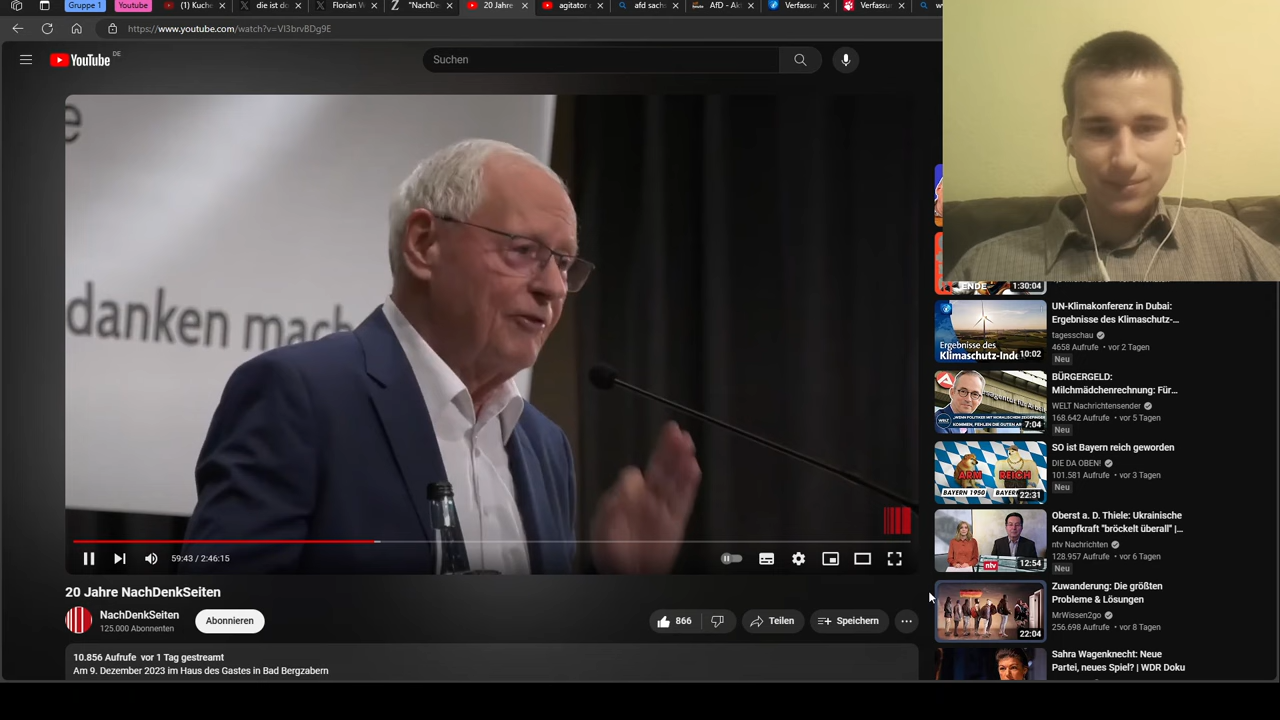 Gruppe 1
Youtube
(1) Kuche
die ist do
Florian W
"NachDe
20 Jahre
agitator
afd sachs
AfD - Ak
Verfassur
Verfassu
https://www.youtube.com/watch?v=Vl3brvBDg9E
YouTube DE
Suchen
e
danken mach
ENDE
1:30:04
UN-Klimakonferenz in Dubai:
Ergebnisse des Klimaschutz-...
tagesschau
4658 Aufrufe • vor 2 Tagen
Neu
Ergebnisse des
Klimaschutz-Inde
10:02
BÜRGERGELD:
Milchmädchenrechnung: Für...
WELT Nachrichtensender
168.642 Aufrufe • vor 5 Tagen
Neu
7:04
SO ist Bayern reich geworden
DIE DA OBEN!
101.581 Aufrufe • vor 3 Tagen
Neu
ARM
REICH
BAYERN 1950
BAYER
22:31
Oberst a. D. Thiele: Ukrainische
Kampfkraft "bröckelt überall" |...
ntv Nachrichten
128.957 Aufrufe • vor 6 Tagen
Neu
ntv
12:54
Zuwanderung: Die größten
Probleme & Lösungen
MrWissen2go
256.698 Aufrufe • vor 8 Tagen
22:04
Sahra Wagenknecht: Neue
Partei, neues Spiel? | WDR Doku
59:43 / 2:46:15
20 Jahre NachDenkSeiten
NachDenkSeiten
125.000 Abonnenten
Abonnieren
866
Teilen
Speichern
10.856 Aufrufe vor 1 Tag gestreamt
Am 9. Dezember 2023 im Haus des Gastes in Bad Bergzabern